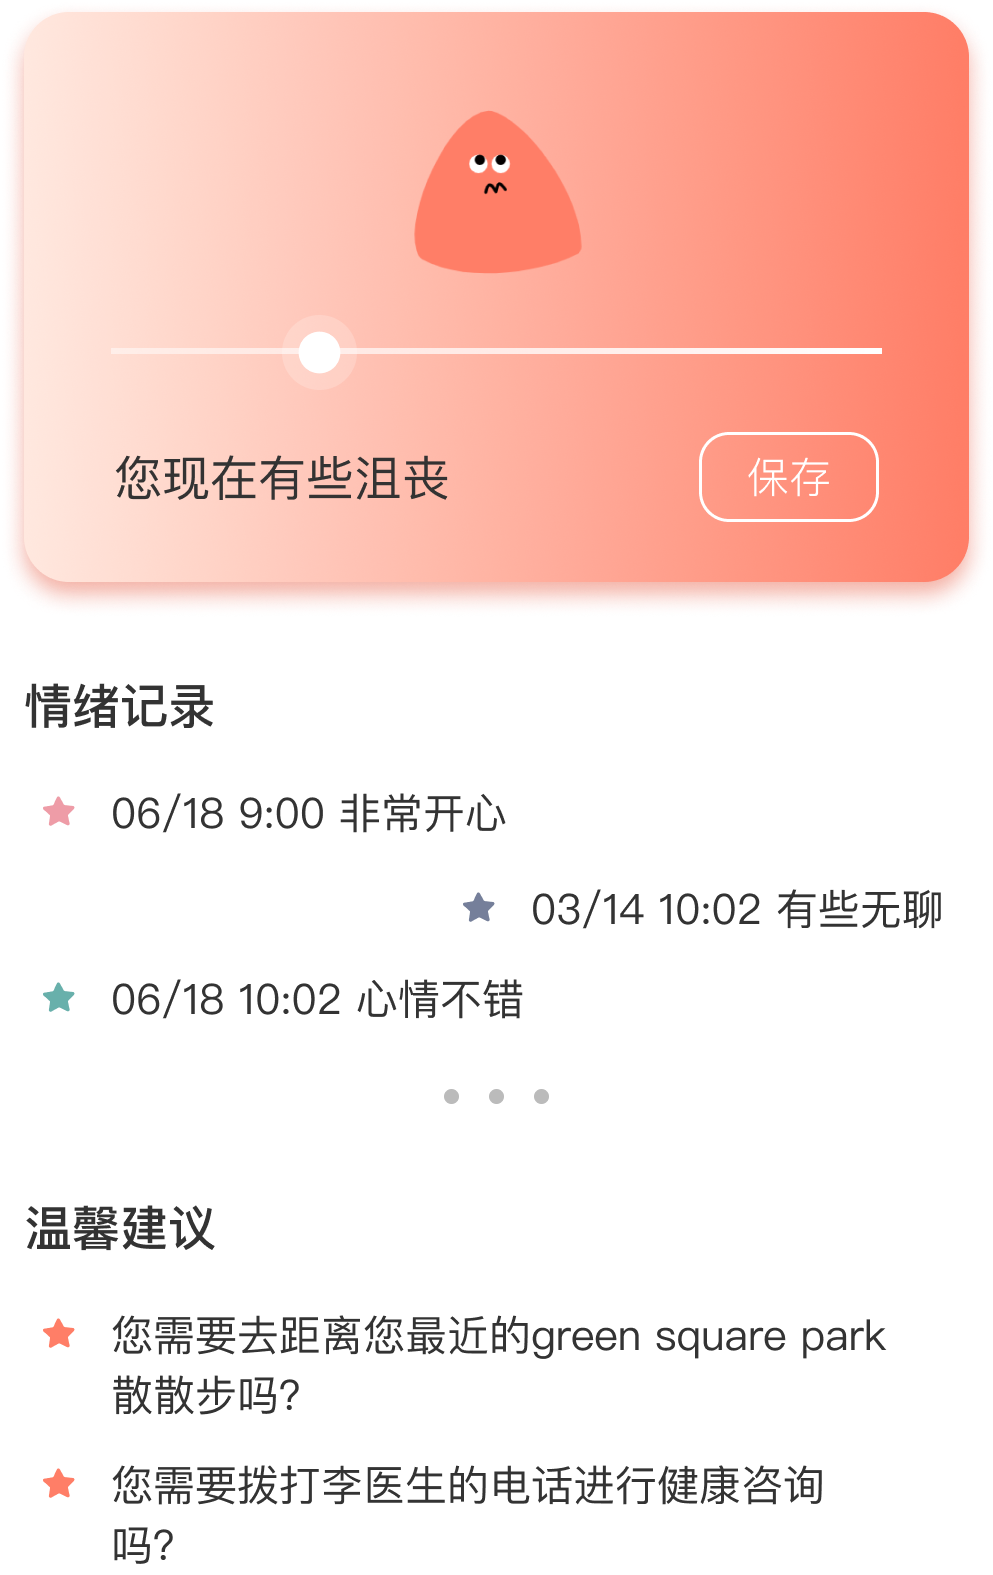 您现在有些沮丧
保存
情绪记录
06/18 9:00 非常开心
03/14 10:02 有些无聊
06/18 10:02 心情不错
温馨建议
您需要去距离您最近的green square park
散散步吗?
您需要拨打李医生的电话进行健康咨询
吗?